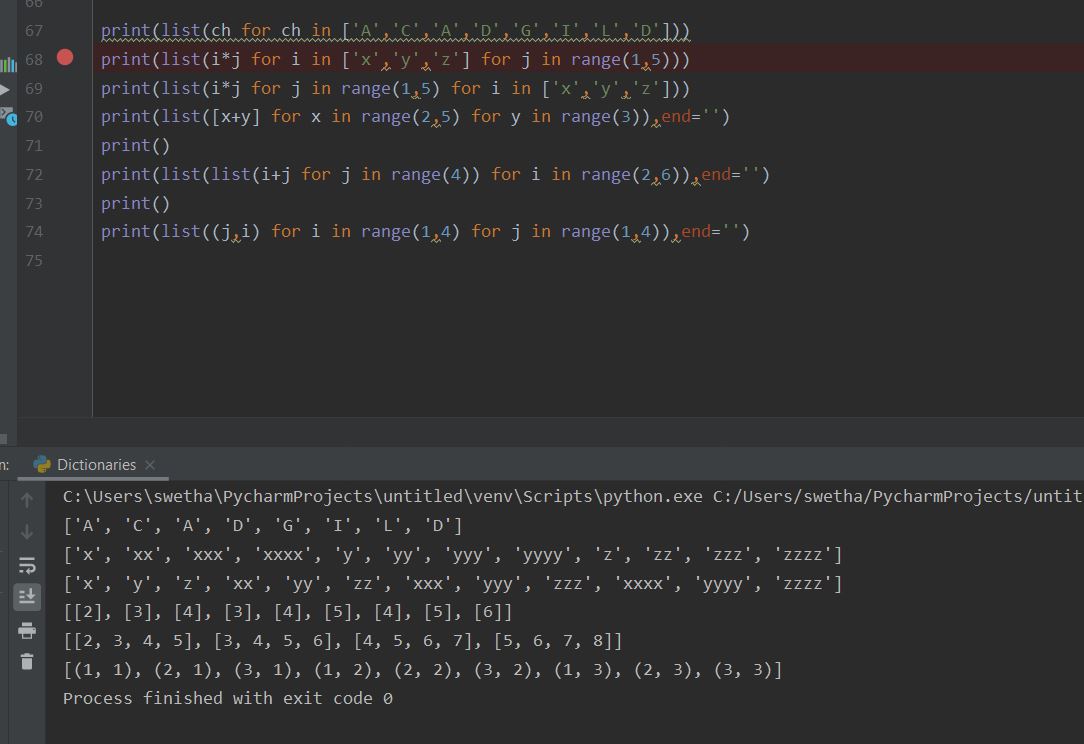 66
67 print(list(ch for ch in ['A','C','A','D','G','I','L','D']))
68 print(list(i*j for i in ['x','y','z'] for j in range(1,5)))
69 print(list(i*j for j in range(1,5) for i in ['x','y','z']))
70 print(list([x+y] for x in range(2,5) for y in range(3)),end='')
71 print()
72 print(list(list(i+j for j in range(4)) for i in range(2,6)),end='')
73 print()
74 print(list((j,i) for i in range(1,4) for j in range(1,4)),end='')
75
n: Dictionaries
C:\Users\swetha\PycharmProjects\untitled\venv\Scripts\python.exe C:/Users/swetha/PycharmProjects/untit
['A', 'C', 'A', 'D', 'G', 'I', 'L', 'D']
['x', 'xx', 'xxx', 'xxxx', 'y', 'yy', 'yyy', 'yyyy', 'z', 'zz', 'zzz', 'zzzz']
['x', 'y', 'z', 'xx', 'yy', 'zz', 'xxx', 'yyy', 'zzz', 'xxxx', 'yyyy', 'zzzz']
[[2], [3], [4], [3], [4], [5], [4], [5], [6]]
[[2, 3, 4, 5], [3, 4, 5, 6], [4, 5, 6, 7], [5, 6, 7, 8]]
[(1, 1), (2, 1), (3, 1), (1, 2), (2, 2), (3, 2), (1, 3), (2, 3), (3, 3)]
Process finished with exit code 0